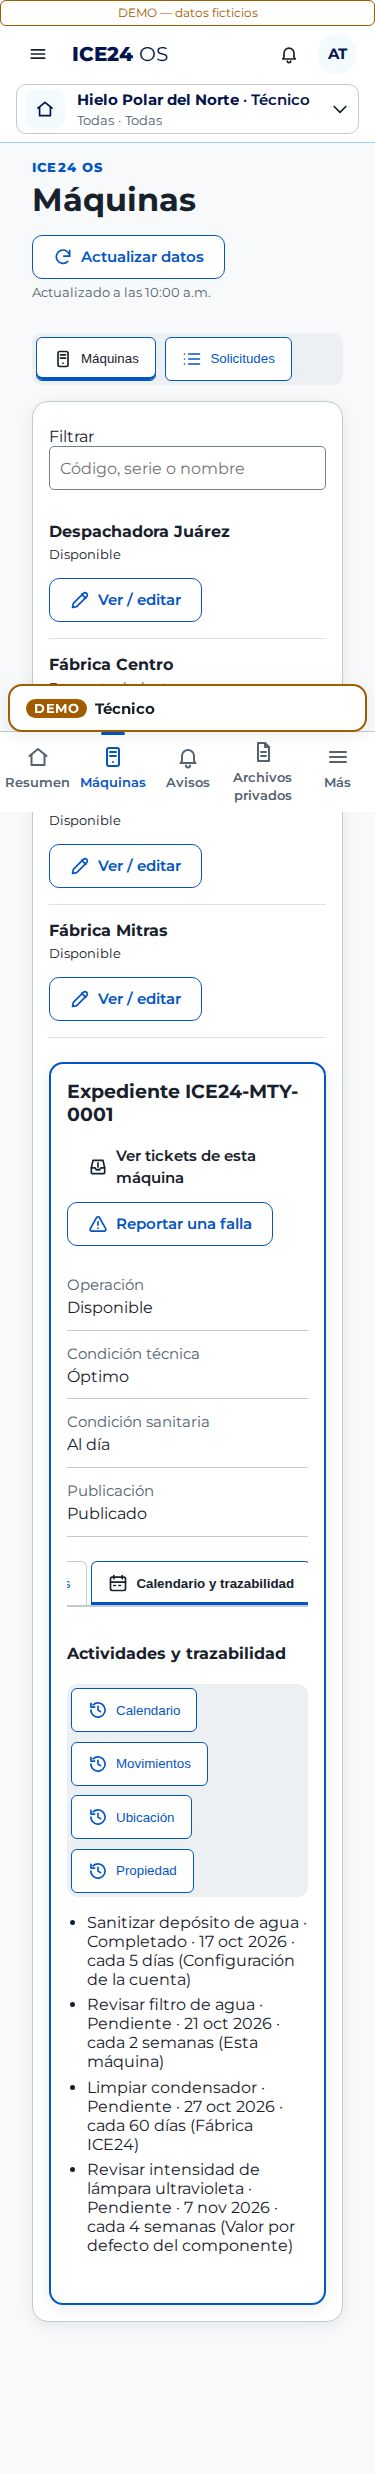 DEMO — datos ficticios
ICE24 OS
AT
Hielo Polar del Norte · Técnico
Todas · Todas
ICE24 OS
Máquinas
Actualizar datos
Actualizado a las 10:00 a.m.
Máquinas
Solicitudes
Filtrar
Código, serie o nombre
Despachadora Juárez
Disponible
Ver / editar
Fábrica Centro
DEMO Técnico
Resumen
Máquinas
Avisos
Archivos
privados
Más
Disponible
Ver / editar
Fábrica Mitras
Disponible
Ver / editar
Expediente ICE24-MTY-
0001
Ver tickets de esta
máquina
Reportar una falla
Operación
Disponible
Condición técnica
Óptimo
Condición sanitaria
Al día
Publicación
Publicado
s
Calendario y trazabilidad
Actividades y trazabilidad
Calendario
Movimientos
Ubicación
Propiedad
Sanitizar depósito de agua ·
Completado · 17 oct 2026 ·
cada 5 días (Configuración
de la cuenta)
Revisar filtro de agua ·
Pendiente · 21 oct 2026 ·
cada 2 semanas (Esta
máquina)
Limpiar condensador ·
Pendiente · 27 oct 2026 ·
cada 60 días (Fábrica
ICE24)
Revisar intensidad de
lámpara ultravioleta ·
Pendiente · 7 nov 2026 ·
cada 4 semanas (Valor por
defecto del componente)